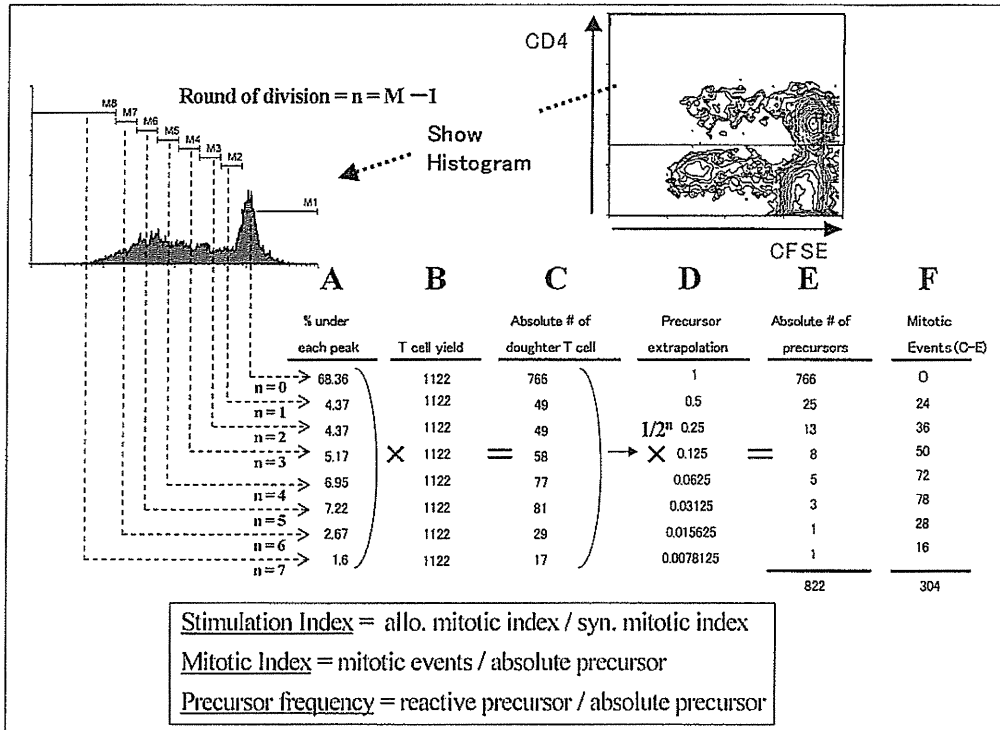 CD4
CFSE
Show
Histogram
Round of division = n = M－1
M8
M7
M6
M5
M4
M3
M2
M1
A B C D E F
% under each peak
T cell yield
Absolute # of doughter T cell
Precursor extrapolation
Absolute # of precursors
Mitotic Events (C-E)
n=0 68.36 1122 766 1 766 0
n=1 4.37 1122 49 0.5 25 24
n=2 4.37 1122 49 0.25 13 36
n=3 5.17 × 1122 = 58 → × 0.125 = 8 50
1/2ⁿ
n=4 6.95 1122 77 0.0625 5 72
n=5 7.22 1122 81 0.03125 3 78
n=6 2.67 1122 29 0.015625 1 28
n=7 1.6 1122 17 0.0078125 1 16
822 304
Stimulation Index = allo. mitotic index / syn. mitotic index
Mitotic Index = mitotic events / absolute precursor
Precursor frequency = reactive precursor / absolute precursor